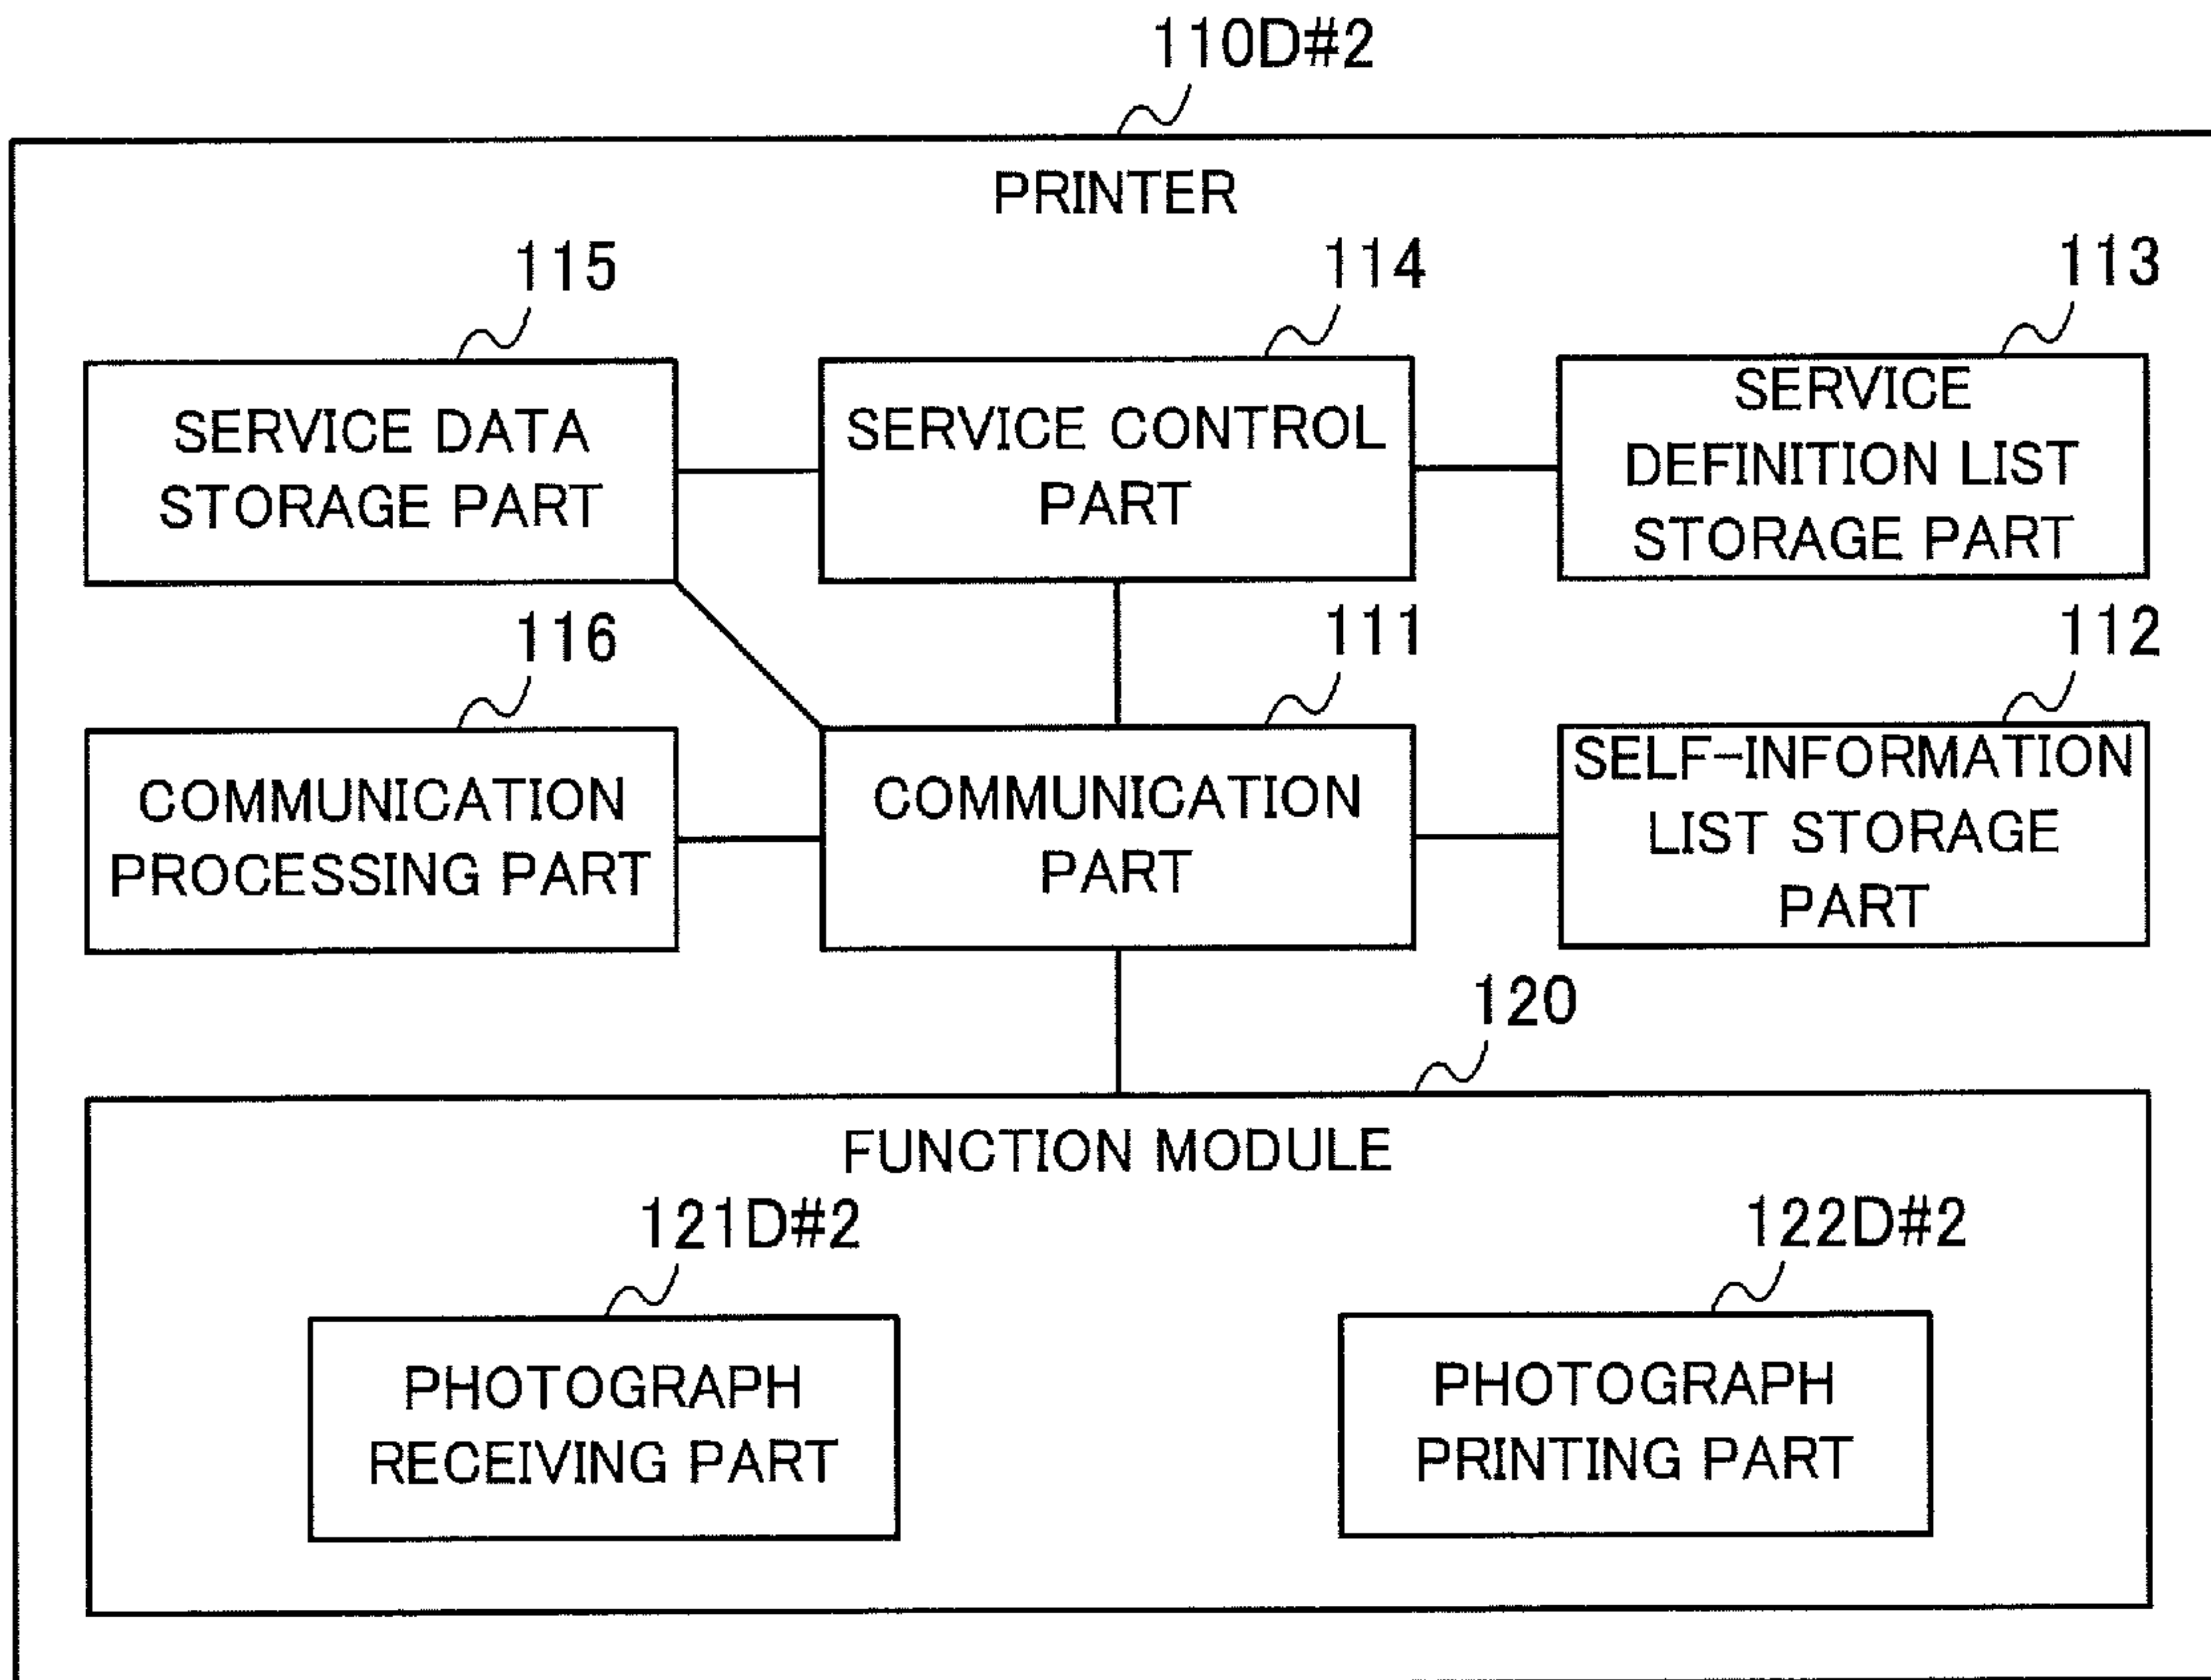 110D#2
PRINTER
115
114
113
SERVICE DATA
STORAGE PART
SERVICE CONTROL
PART
SERVICE
DEFINITION LIST
STORAGE PART
116
111
112
COMMUNICATION
PROCESSING PART
COMMUNICATION
PART
SELF-INFORMATION
LIST STORAGE
PART
120
FUNCTION MODULE
121D#2
122D#2
PHOTOGRAPH
RECEIVING PART
PHOTOGRAPH
PRINTING PART